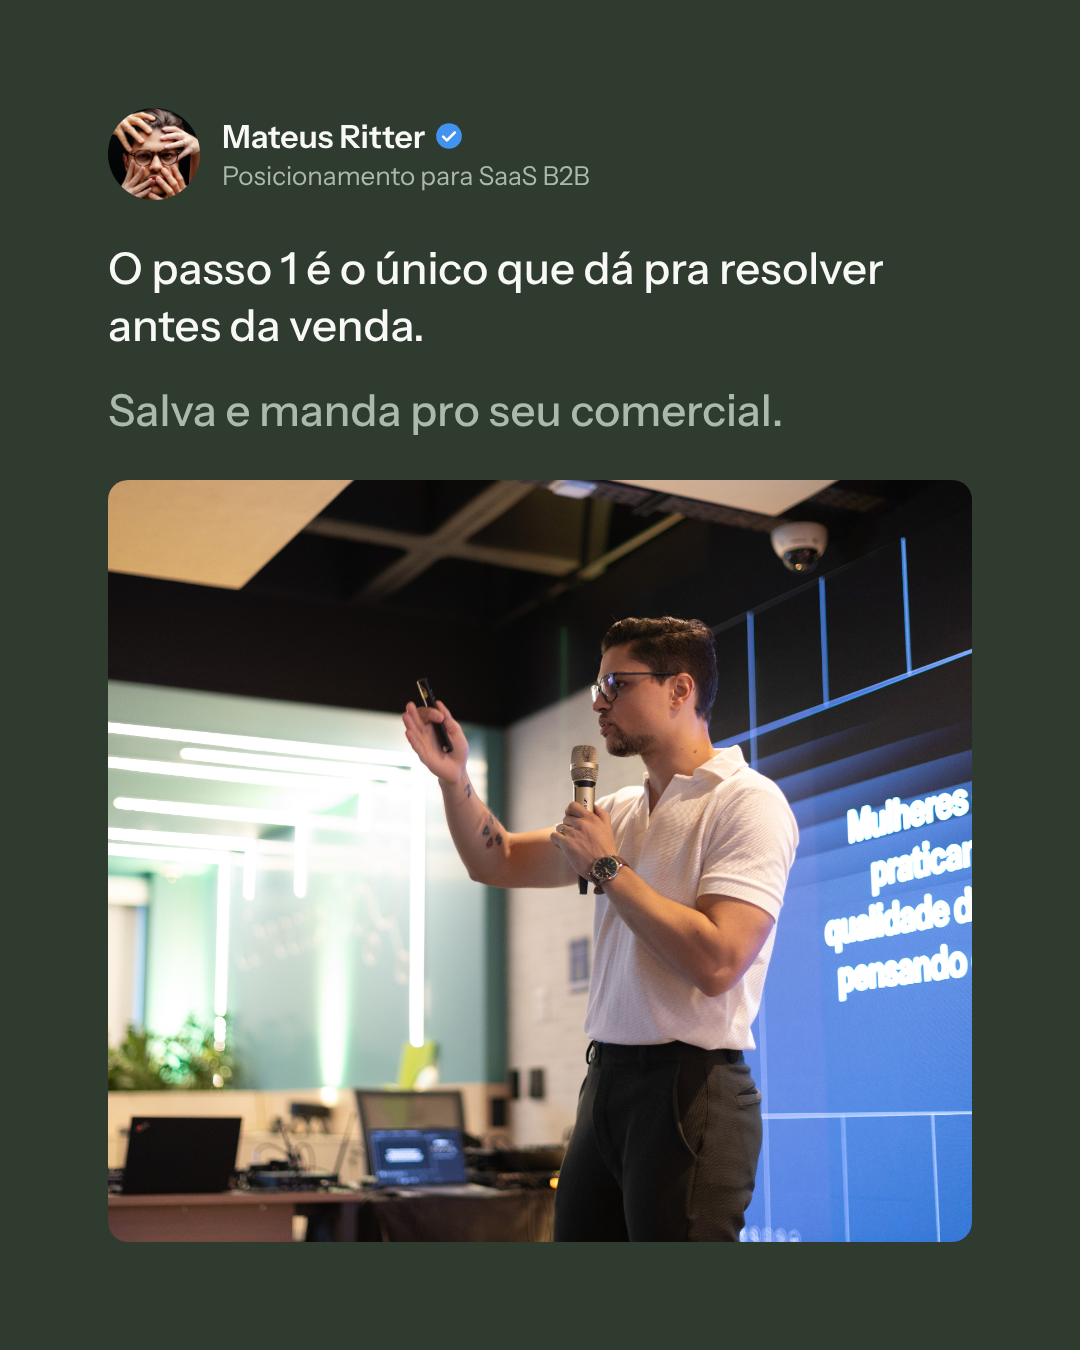 Mateus Ritter
Posicionamento para SaaS B2B
O passo 1 é o único que dá pra resolver
antes da venda.
Salva e manda pro seu comercial.
Mulheres
praticar
qualidade d
pensando